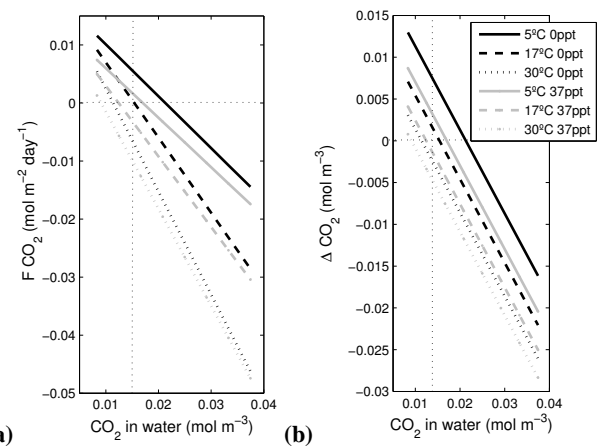 0.01
0
−0.01
−0.02
−0.03
−0.04
−0.05
0
0.01
0.02
0.03
0.04
F CO2 (mol m−2 day−1)
CO2 in water (mol m−3)
a)
0.015
0.01
0.005
0
−0.005
−0.01
−0.015
−0.02
−0.025
−0.03
0.01
0.02
0.03
0.04
Δ CO2 (mol m−3)
CO2 in water (mol m−3)
(b)
5ºC 0ppt
17ºC 0ppt
30ºC 0ppt
5ºC 37ppt
17ºC 37ppt
30ºC 37ppt